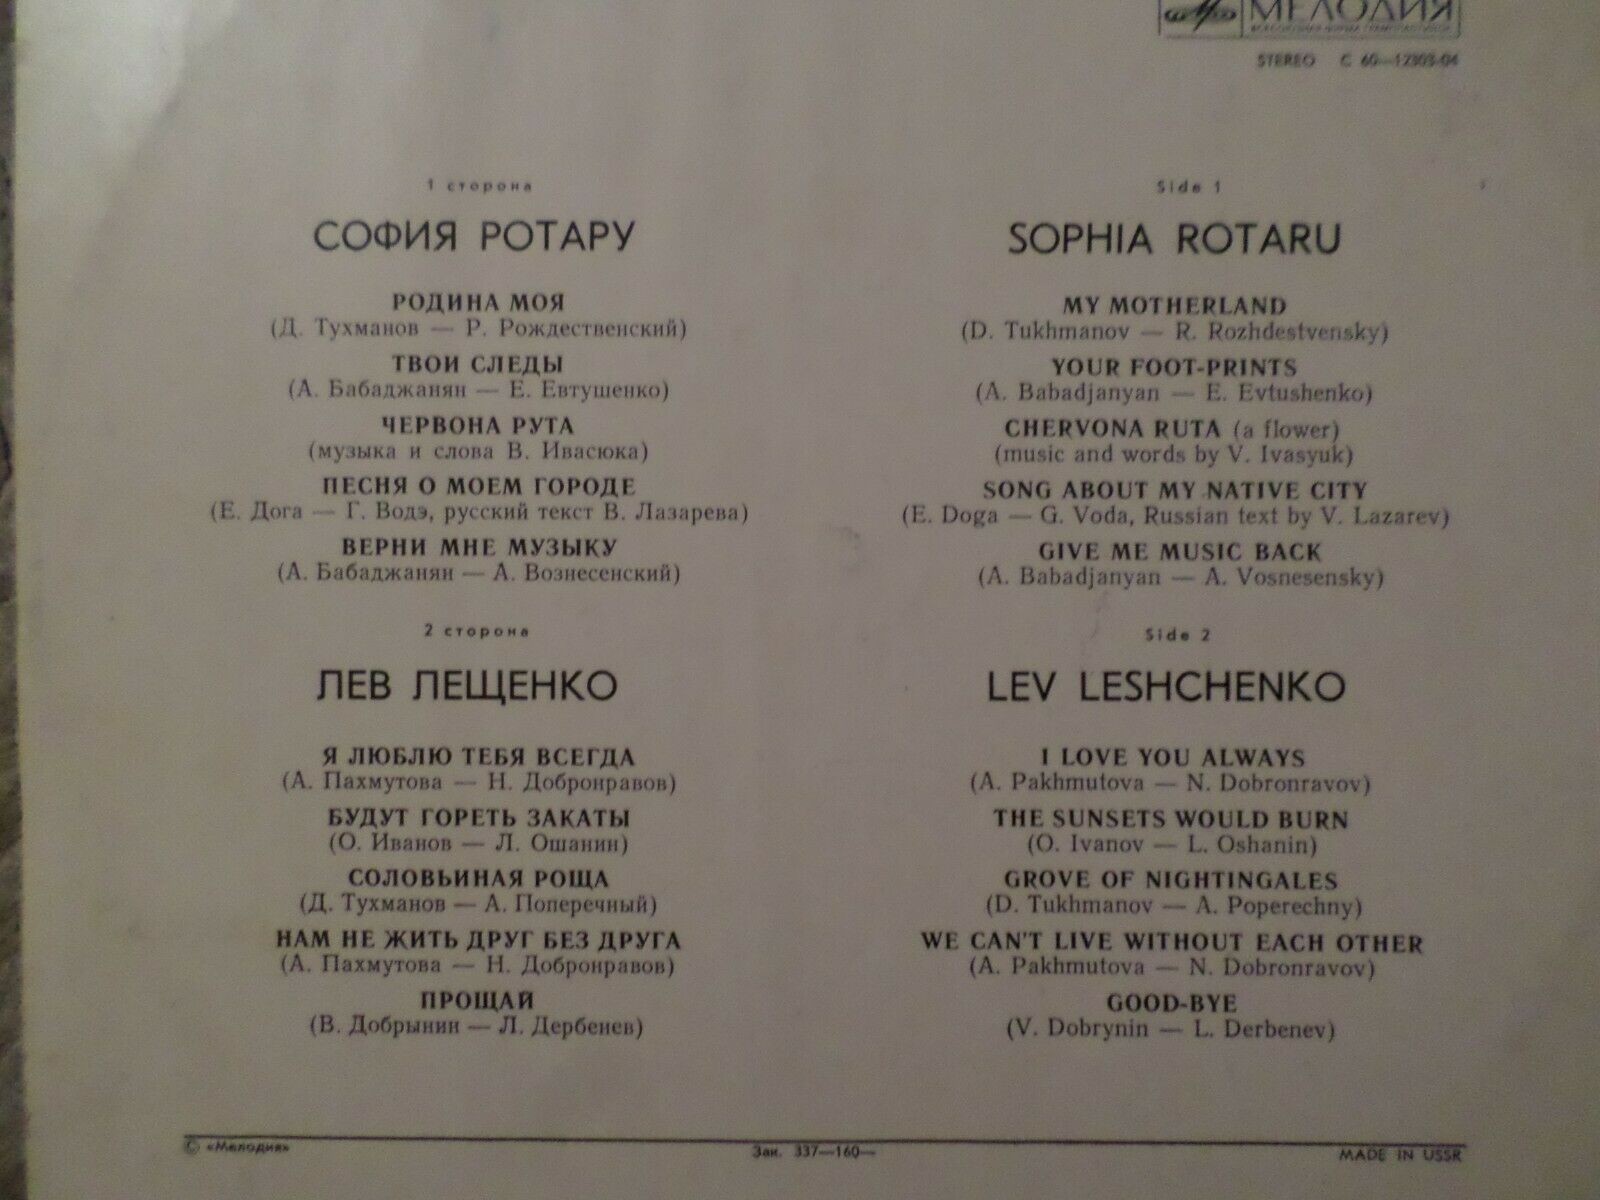 МЕЛОДИЯ
STEREO С 60—12303-04
1 сторона
СОФИЯ РОТАРУ
РОДИНА МОЯ
(Д. Тухманов — Р. Рождественский)
ТВОИ СЛЕДЫ
(А. Бабаджанян — Е. Евтушенко)
ЧЕРВОНА РУТА
(музыка и слова В. Ивасюка)
ПЕСНЯ О МОЕМ ГОРОДЕ
(Е. Дога — Г. Водэ, русский текст В. Лазарева)
ВЕРНИ МНЕ МУЗЫКУ
(А. Бабаджанян — А. Вознесенский)
2 сторона
ЛЕВ ЛЕЩЕНКО
Я ЛЮБЛЮ ТЕБЯ ВСЕГДА
(А. Пахмутова — Н. Добронравов)
БУДУТ ГОРЕТЬ ЗАКАТЫ
(О. Иванов — Л. Ошанин)
СОЛОВЬИНАЯ РОЩА
(Д. Тухманов — А. Поперечный)
НАМ НЕ ЖИТЬ ДРУГ БЕЗ ДРУГА
(А. Пахмутова — Н. Добронравов)
ПРОЩАЙ
(В. Добрынин — Л. Дербенев)
Side 1
SOPHIA ROTARU
MY MOTHERLAND
(D. Tukhmanov — R. Rozhdestvensky)
YOUR FOOT-PRINTS
(A. Babadjanyan — E. Evtushenko)
CHERVONA RUTA (a flower)
(music and words by V. Ivasyuk)
SONG ABOUT MY NATIVE CITY
(E. Doga — G. Voda, Russian text by V. Lazarev)
GIVE ME MUSIC BACK
(A. Babadjanyan — A. Vosnesensky)
Side 2
LEV LESHCHENKO
I LOVE YOU ALWAYS
(A. Pakhmutova — N. Dobronravov)
THE SUNSETS WOULD BURN
(O. Ivanov — L. Oshanin)
GROVE OF NIGHTINGALES
(D. Tukhmanov — A. Poperechny)
WE CAN'T LIVE WITHOUT EACH OTHER
(A. Pakhmutova — N. Dobronravov)
GOOD-BYE
(V. Dobrynin — L. Derbenev)
© «Мелодия»
Зак. 337—160—
MADE IN USSR